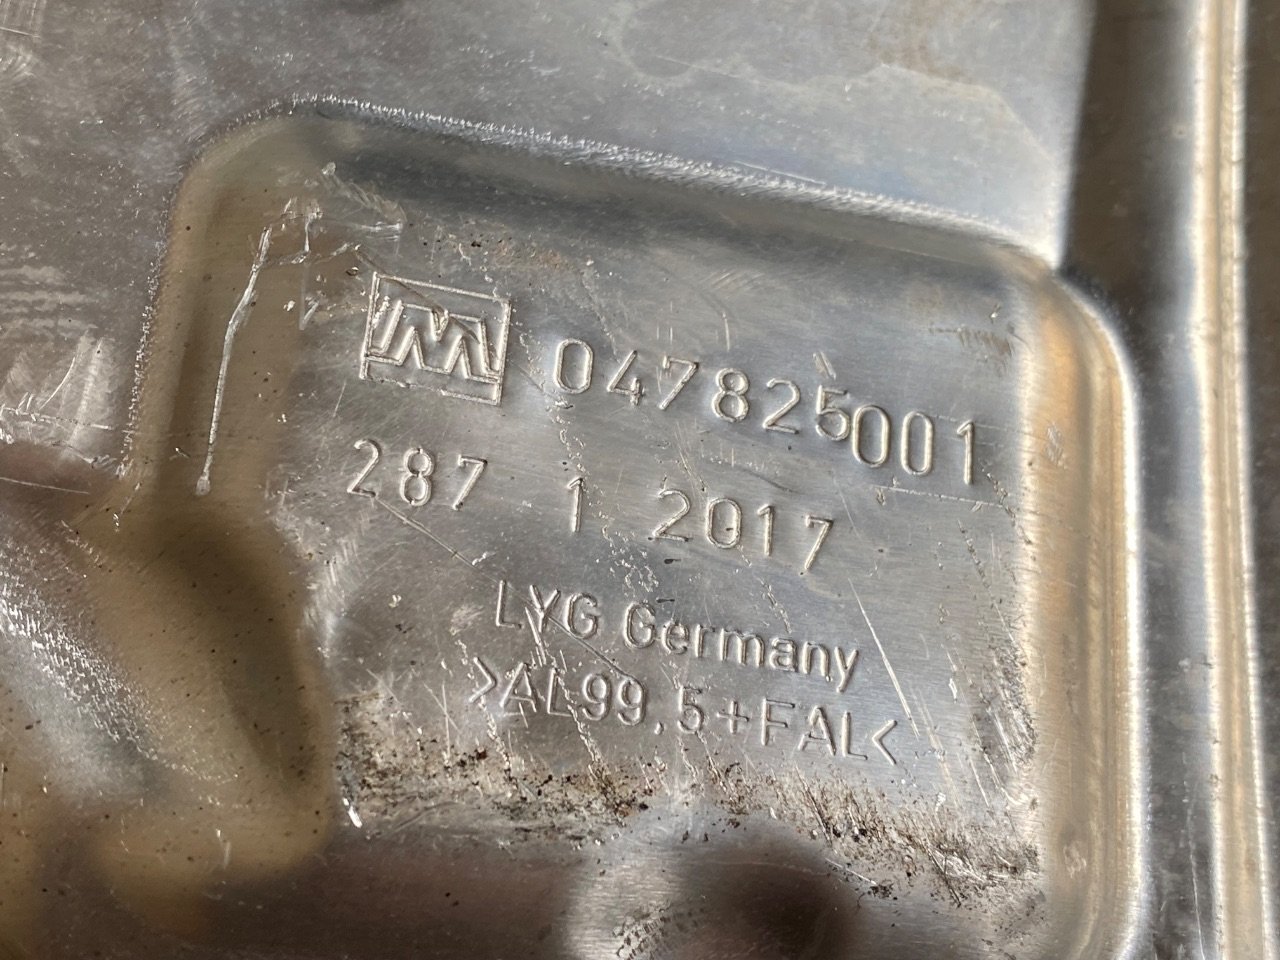 047825001
287 1 2017
LYG Germany
>AL99,5+FAL<